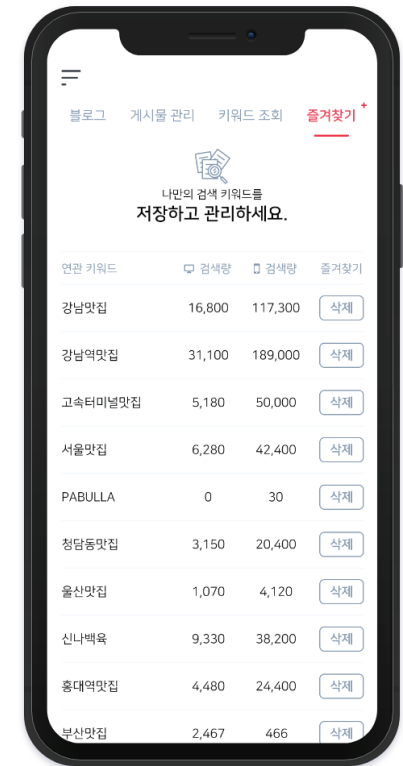 블로그 게시물 관리 키워드 조회 즐겨찾기 +
나만의 검색 키워드를
저장하고 관리하세요.
연관 키워드 검색량 검색량 즐겨찾기
강남맛집 16,800 117,300 삭제
강남역맛집 31,100 189,000 삭제
고속터미널맛집 5,180 50,000 삭제
서울맛집 6,280 42,400 삭제
PABULLA 0 30 삭제
청담동맛집 3,150 20,400 삭제
울산맛집 1,070 4,120 삭제
신나백육 9,330 38,200 삭제
홍대역맛집 4,480 24,400 삭제
부산맛집 2,467 466 삭제